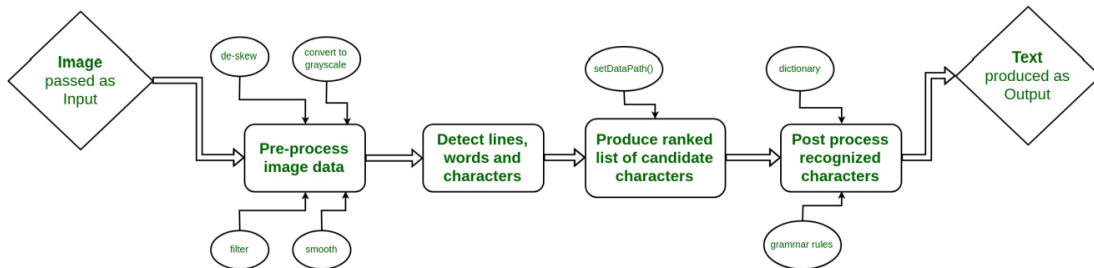 Image
passed as
Input
de-skew
convert to
grayscale
Pre-process
image data
filter
smooth
Detect lines,
words and
characters
setDataPath()
Produce ranked
list of candidate
characters
dictionary
Post process
recognized
characters
grammar rules
Text
produced as
Output